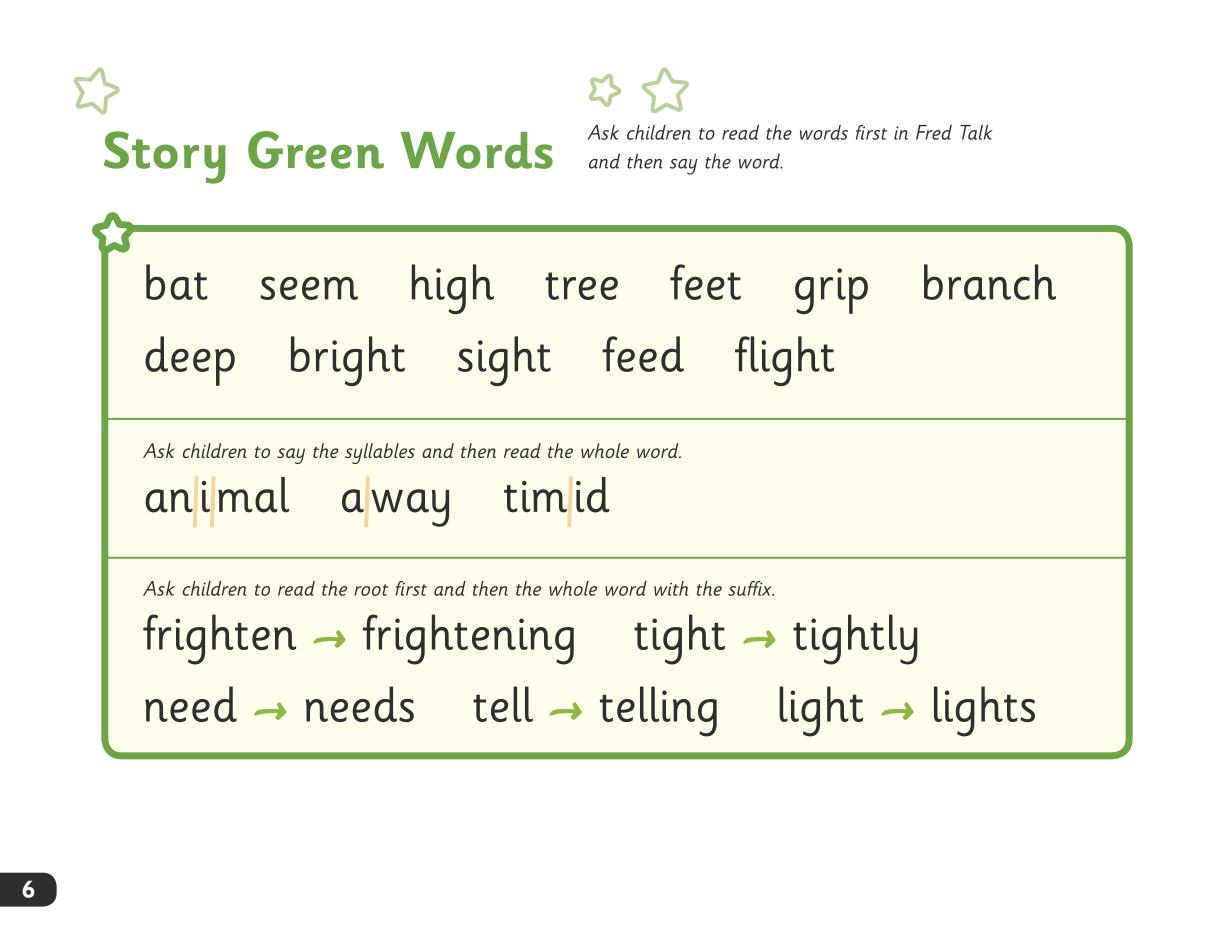 Story Green Words
Ask children to read the words first in Fred Talk
and then say the word.
bat seem high tree feet grip branch
deep bright sight feed flight
Ask children to say the syllables and then read the whole word.
an|i|mal a|way tim|id
Ask children to read the root first and then the whole word with the suffix.
frighten → frightening tight → tightly
need → needs tell → telling light → lights
6